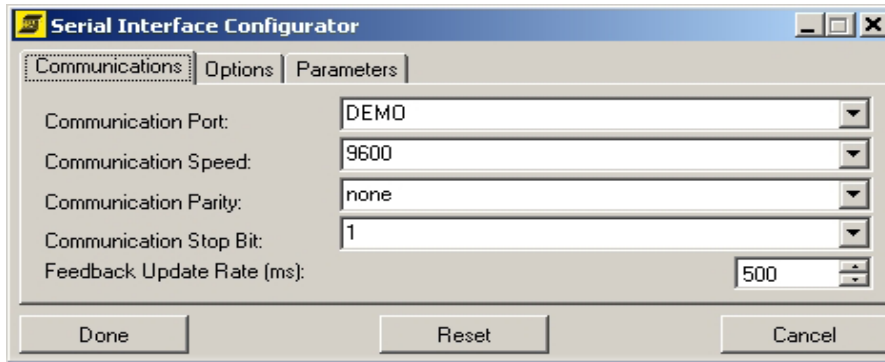 Serial Interface Configurator
Communications Options Parameters
Communication Port: DEMO
Communication Speed: 9600
Communication Parity: none
Communication Stop Bit: 1
Feedback Update Rate (ms): 500
Done Reset Cancel